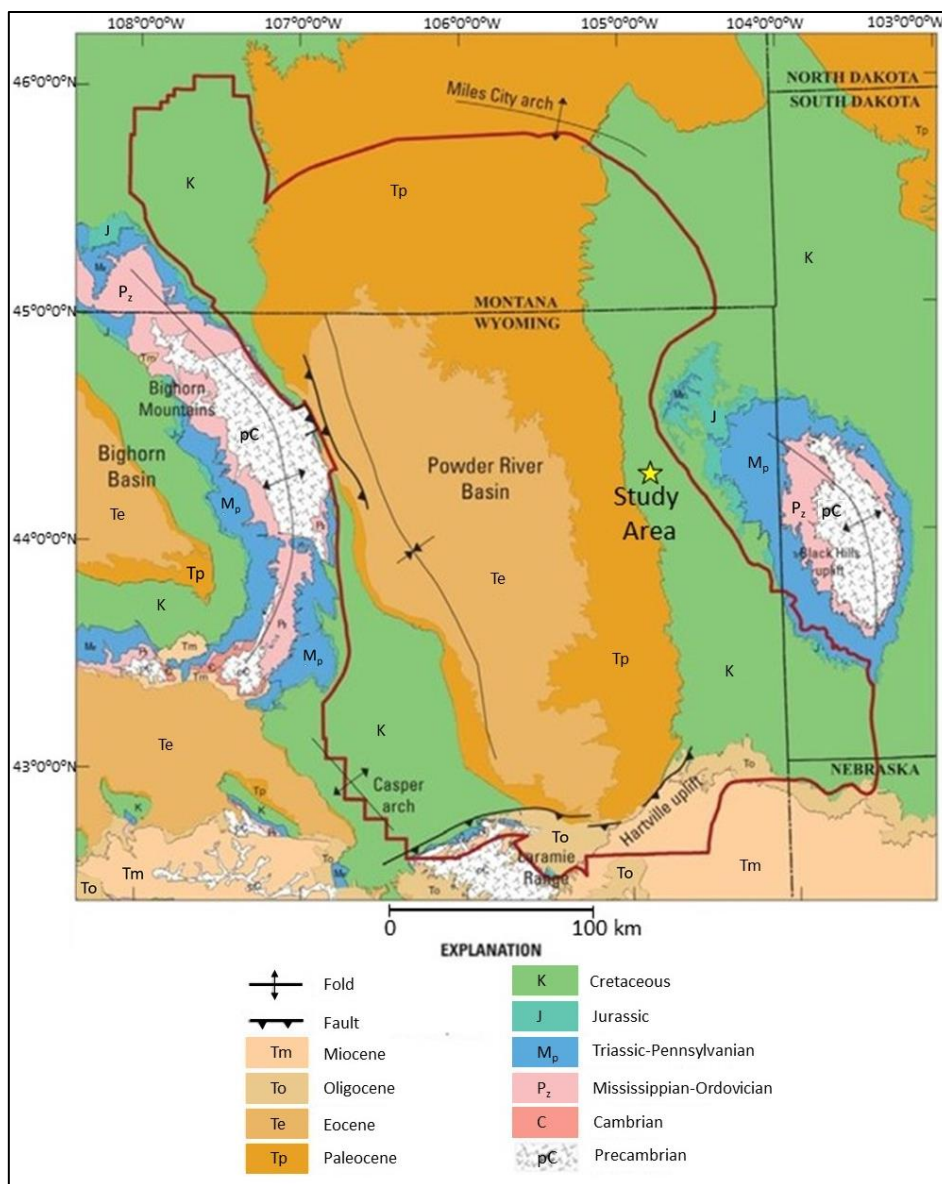 108°0'0"W 107°0'0"W 106°0'0"W 105°0'0"W 104°0'0"W 103°0'0"W
46°0'0"N
NORTH DAKOTA
SOUTH DAKOTA
Miles City arch
Tp
K
Tp
J
K
Pz
45°0'0"N
MONTANA
WYOMING
J
Tm
Bighorn
Mountains
pC
J
Bighorn
Basin
Powder River
Basin
Mp
Study
Area
Mp
Pz
pC
Te
44°0'0"N
Black Hills
uplift
Te
Tp
K
Tm
Mp
Tp
K
Te
K
43°0'0"N
NEBRASKA
Casper
arch
Hartville uplift
To
Tp
K
To
Laramie
Range
Tm
To
To
Tm
0 100 km
EXPLANATION
Fold
Fault
Tm Miocene
To Oligocene
Te Eocene
Tp Paleocene
K Cretaceous
J Jurassic
Mp Triassic-Pennsylvanian
Pz Mississippian-Ordovician
C Cambrian
pC Precambrian